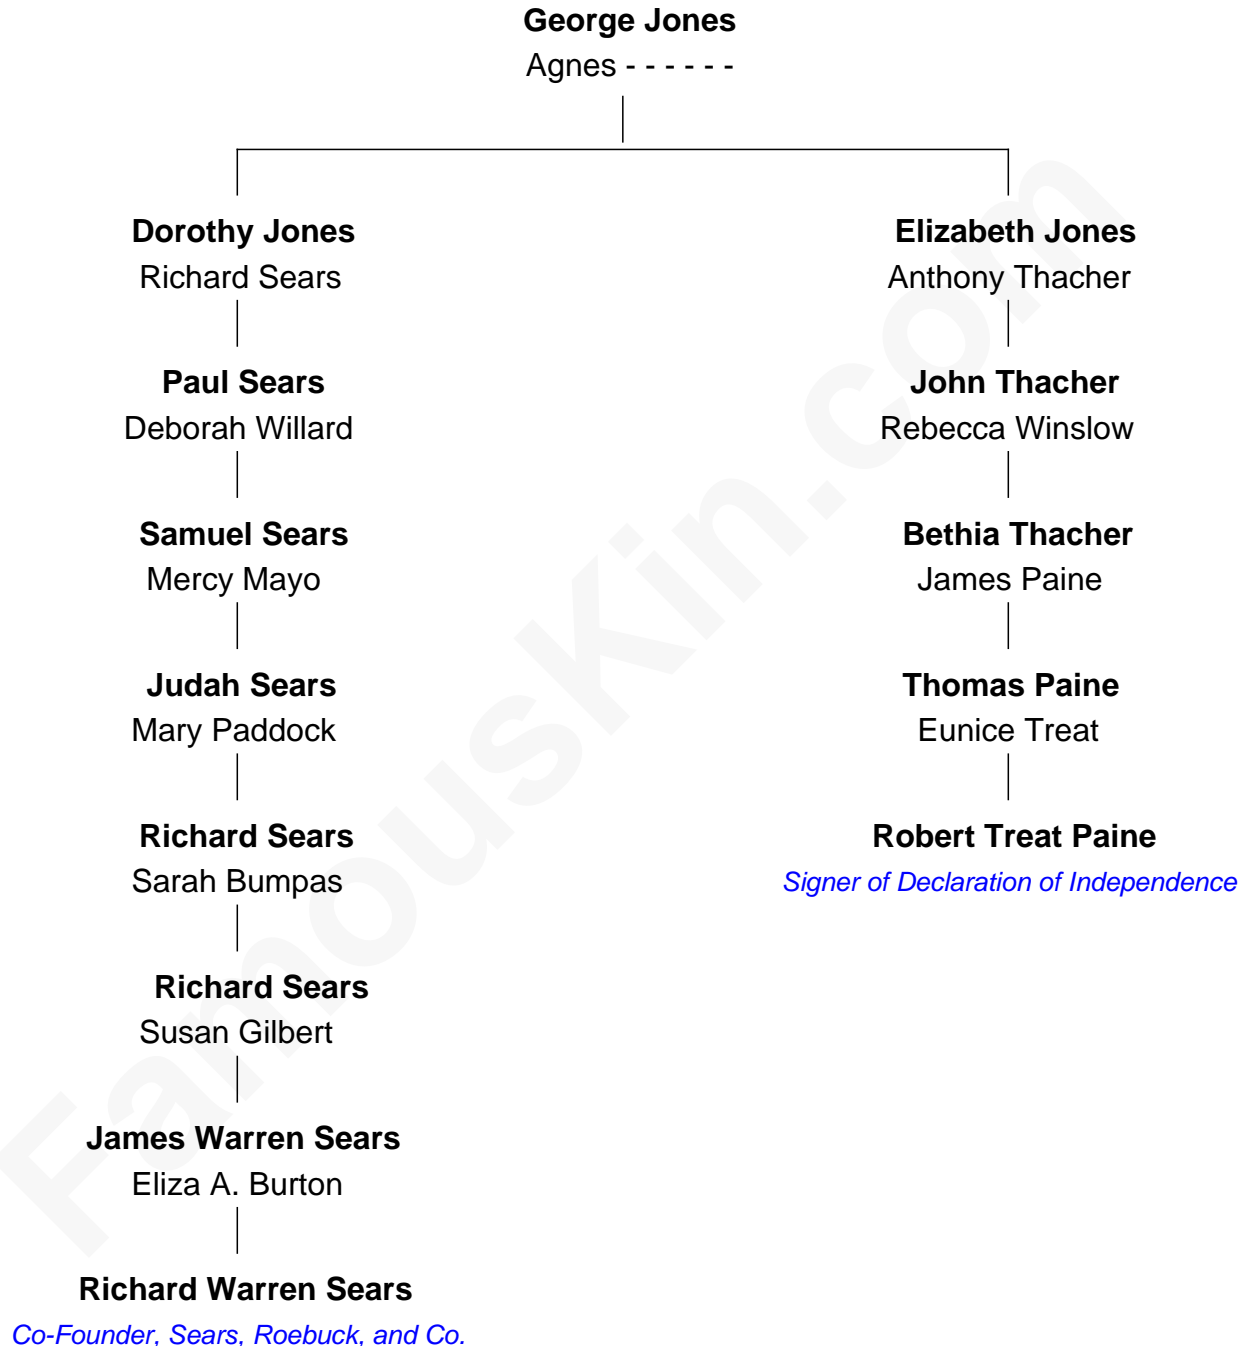 George Jones
Agnes - - - - - -
Dorothy Jones
Richard Sears
Elizabeth Jones
Anthony Thacher
Paul Sears
Deborah Willard
John Thacher
Rebecca Winslow
Samuel Sears
Mercy Mayo
Bethia Thacher
James Paine
Judah Sears
Mary Paddock
Thomas Paine
Eunice Treat
Richard Sears
Sarah Bumpas
Robert Treat Paine
Signer of Declaration of Independence
Richard Sears
Susan Gilbert
James Warren Sears
Eliza A. Burton
Richard Warren Sears
Co-Founder, Sears, Roebuck, and Co.
FamousKin.com